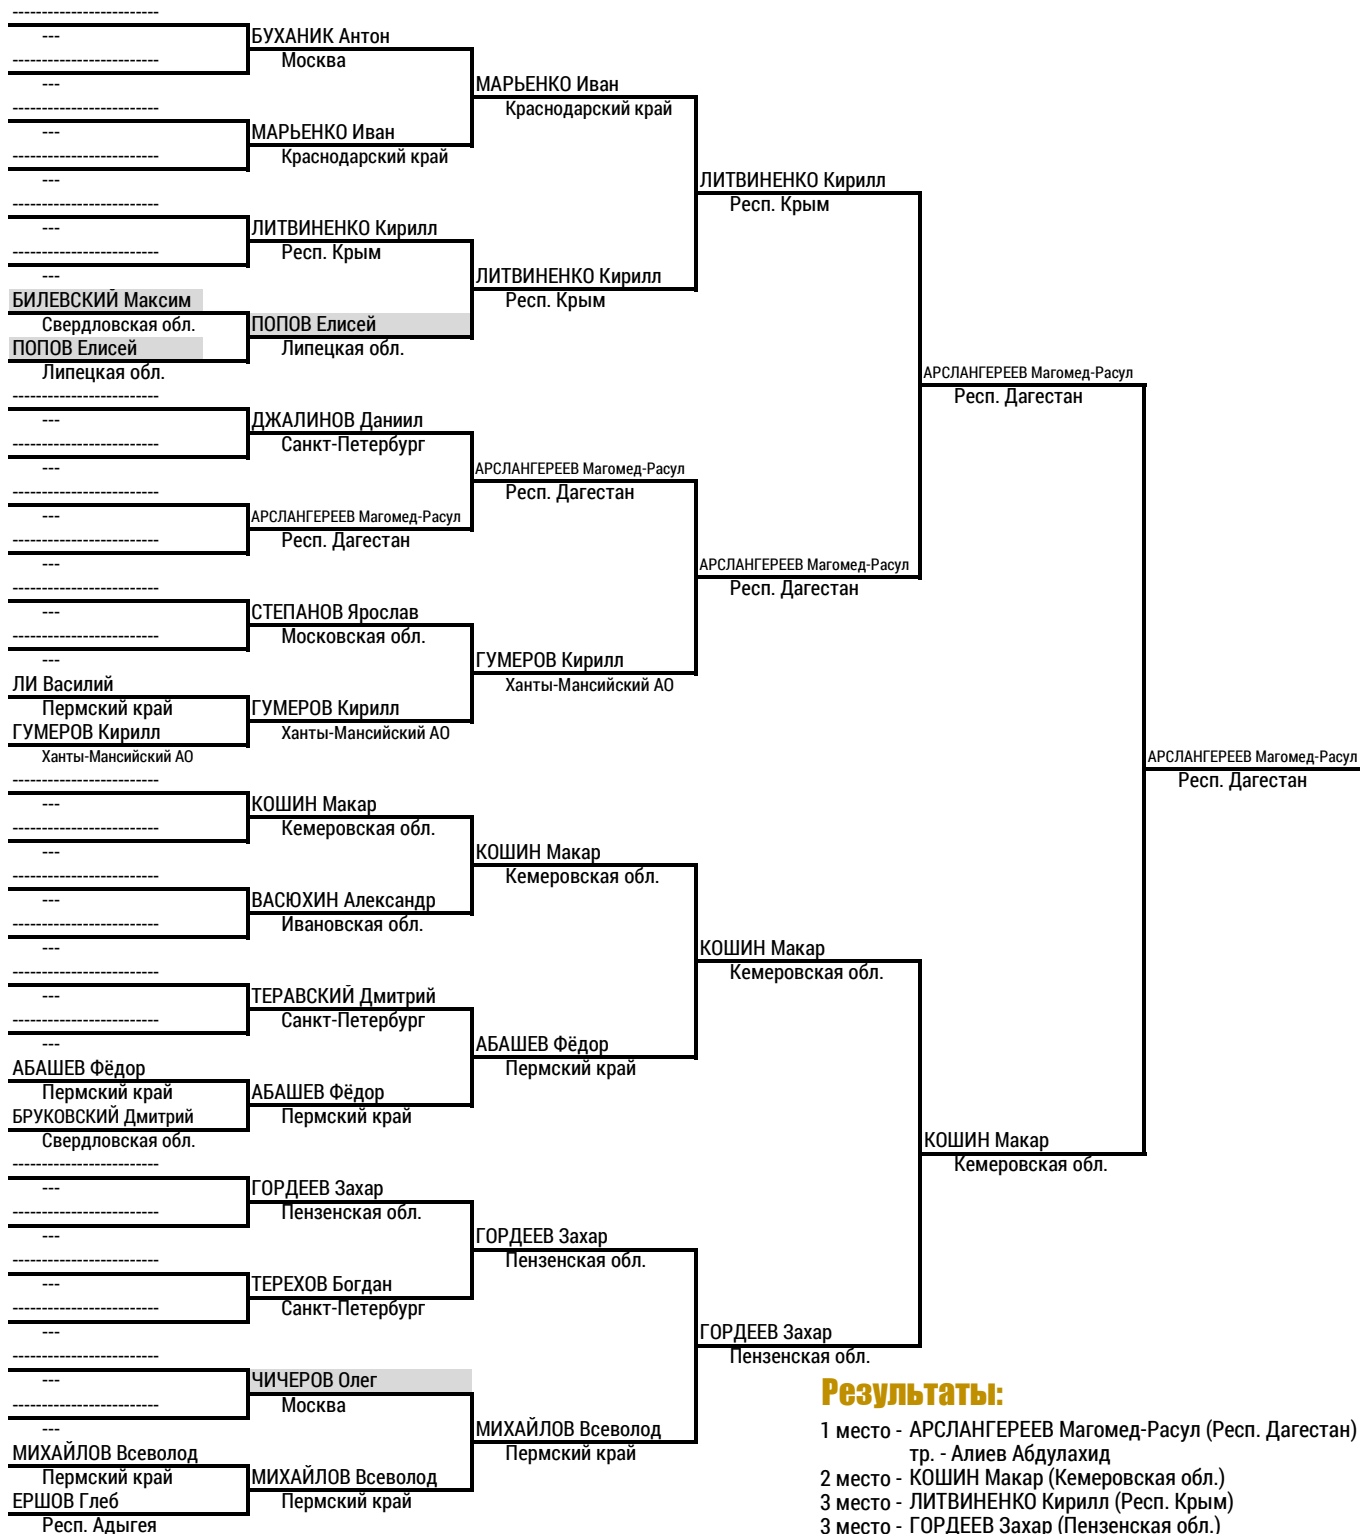 -------------------------
---
-------------------------
---
БУХАНИК Антон
Москва
-------------------------
---
-------------------------
---
МАРЬЕНКО Иван
Краснодарский край
МАРЬЕНКО Иван
Краснодарский край
-------------------------
---
-------------------------
---
ЛИТВИНЕНКО Кирилл
Респ. Крым
БИЛЕВСКИЙ Максим
Свердловская обл.
ПОПОВ Елисей
Липецкая обл.
ПОПОВ Елисей
Липецкая обл.
ЛИТВИНЕНКО Кирилл
Респ. Крым
ЛИТВИНЕНКО Кирилл
Респ. Крым
-------------------------
---
-------------------------
---
ДЖАЛИНОВ Даниил
Санкт-Петербург
-------------------------
---
-------------------------
---
АРСЛАНГЕРЕЕВ Магомед-Расул
Респ. Дагестан
АРСЛАНГЕРЕЕВ Магомед-Расул
Респ. Дагестан
-------------------------
---
-------------------------
---
СТЕПАНОВ Ярослав
Московская обл.
ЛИ Василий
Пермский край
ГУМЕРОВ Кирилл
Ханты-Мансийский АО
ГУМЕРОВ Кирилл
Ханты-Мансийский АО
ГУМЕРОВ Кирилл
Ханты-Мансийский АО
АРСЛАНГЕРЕЕВ Магомед-Расул
Респ. Дагестан
АРСЛАНГЕРЕЕВ Магомед-Расул
Респ. Дагестан
-------------------------
---
-------------------------
---
КОШИН Макар
Кемеровская обл.
-------------------------
---
-------------------------
---
ВАСЮХИН Александр
Ивановская обл.
КОШИН Макар
Кемеровская обл.
-------------------------
---
-------------------------
---
ТЕРАВСКИЙ Дмитрий
Санкт-Петербург
АБАШЕВ Фёдор
Пермский край
БРУКОВСКИЙ Дмитрий
Свердловская обл.
АБАШЕВ Фёдор
Пермский край
АБАШЕВ Фёдор
Пермский край
КОШИН Макар
Кемеровская обл.
-------------------------
---
-------------------------
---
ГОРДЕЕВ Захар
Пензенская обл.
-------------------------
---
-------------------------
---
ТЕРЕХОВ Богдан
Санкт-Петербург
ГОРДЕЕВ Захар
Пензенская обл.
-------------------------
---
-------------------------
---
ЧИЧЕРОВ Олег
Москва
МИХАЙЛОВ Всеволод
Пермский край
ЕРШОВ Глеб
Респ. Адыгея
МИХАЙЛОВ Всеволод
Пермский край
МИХАЙЛОВ Всеволод
Пермский край
ГОРДЕЕВ Захар
Пензенская обл.
КОШИН Макар
Кемеровская обл.
АРСЛАНГЕРЕЕВ Магомед-Расул
Респ. Дагестан
Результаты:
1 место - АРСЛАНГЕРЕЕВ Магомед-Расул (Респ. Дагестан)
тр. - Алиев Абдулахид
2 место - КОШИН Макар (Кемеровская обл.)
3 место - ЛИТВИНЕНКО Кирилл (Респ. Крым)
3 место - ГОРДЕЕВ Захар (Пензенская обл.)